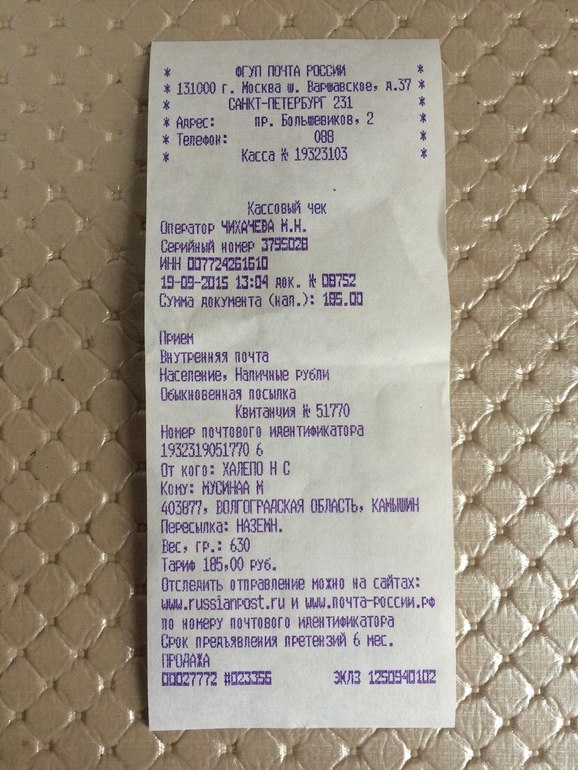 * ФГУП ПОЧТА РОССИИ *
* 131000 г. Москва ш. Варшавское, д.37 *
* САНКТ-ПЕТЕРБУРГ 231 *
* Адрес: пр. Большевиков, 2 *
* Телефон: 088 *
* Касса № 19323103 *
Кассовый чек
Оператор ЧИХАЧЕВА М.Н.
Серийный номер 3795028
ИНН 007724261610
19-09-2015 13:04 док. № 08752
Сумма документа (нал.): 185.00
Прием
Внутренняя почта
Население, Наличные рубли
Обыкновенная посылка
Квитанция № 51770
Номер почтового идентификатора
1932319051770 6
От кого: ХАЛЕПО Н С
Кому: МУСИНАА М
403877, ВОЛГОГРАДСКАЯ ОБЛАСТЬ, КАМЫШИН
Пересылка: НАЗЕМН.
Вес, гр.: 630
Тариф 185,00 руб.
Отследить отправление можно на сайтах:
www.russianpost.ru и www.почта-россии.рф
по номеру почтового идентификатора
Срок предъявления претензий 6 мес.
ПРОДАЖА
00027772 #023356 ЭКЛЗ 1250940102